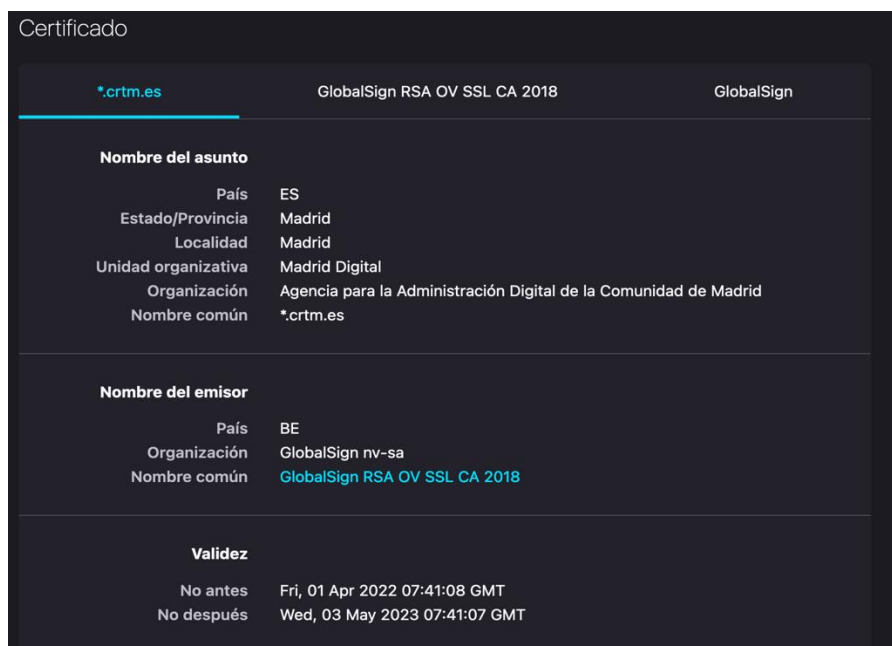 Certificado
*.crtm.es GlobalSign RSA OV SSL CA 2018 GlobalSign
Nombre del asunto
País ES
Estado/Provincia Madrid
Localidad Madrid
Unidad organizativa Madrid Digital
Organización Agencia para la Administración Digital de la Comunidad de Madrid
Nombre común *.crtm.es
Nombre del emisor
País BE
Organización GlobalSign nv-sa
Nombre común GlobalSign RSA OV SSL CA 2018
Validez
No antes Fri, 01 Apr 2022 07:41:08 GMT
No después Wed, 03 May 2023 07:41:07 GMT